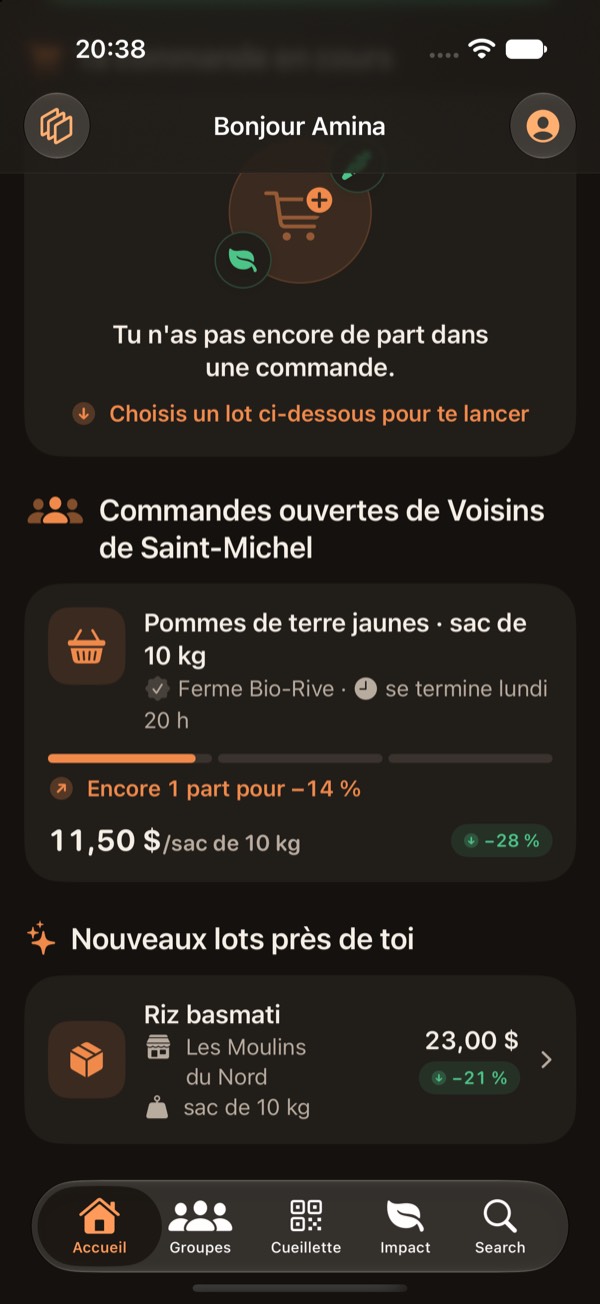 20:38
Bonjour Amina
Tu n'as pas encore de part dans
une commande.
Choisis un lot ci-dessous pour te lancer
Commandes ouvertes de Voisins
de Saint-Michel
Pommes de terre jaunes · sac de
10 kg
Ferme Bio-Rive · se termine lundi
20 h
Encore 1 part pour −14 %
11,50 $/sac de 10 kg
−28 %
Nouveaux lots près de toi
Riz basmati
Les Moulins
du Nord
sac de 10 kg
23,00 $
−21 %
Accueil
Groupes
Cueillette
Impact
Search